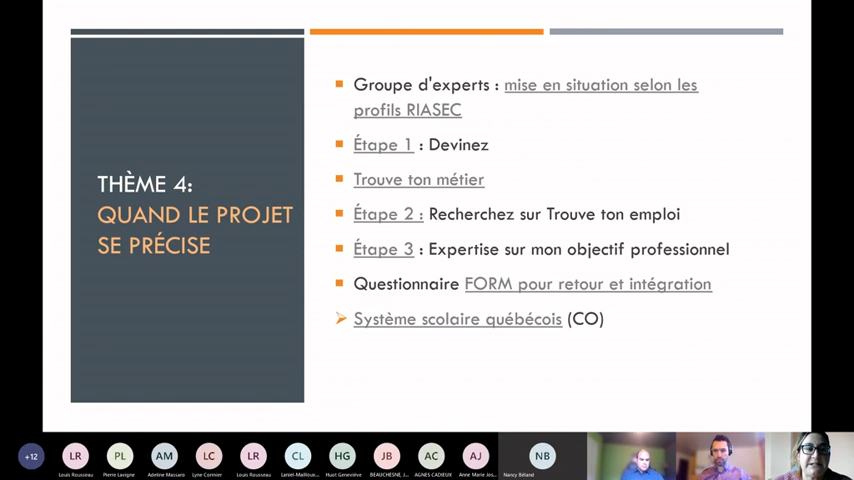 THÈME 4:
QUAND LE PROJET
SE PRÉCISE
Groupe d'experts : mise en situation selon les
profils RIASEC
Étape 1 : Devinez
Trouve ton métier
Étape 2 : Recherchez sur Trouve ton emploi
Étape 3 : Expertise sur mon objectif professionnel
Questionnaire FORM pour retour et intégration
Système scolaire québécois (CO)
+12
LR
PL
AM
LC
LR
CL
HG
JB
AC
AJ
NB
Louis Rousseau
Pierre Lavigne
Adeline Massaro
Lyne Cormier
Louis Rousseau
Laniel-Mailloux...
Huot Geneviève
BEAUCHESNE, J...
AGNES CADIEUX
Anne Marie Jos...
Nancy Béland